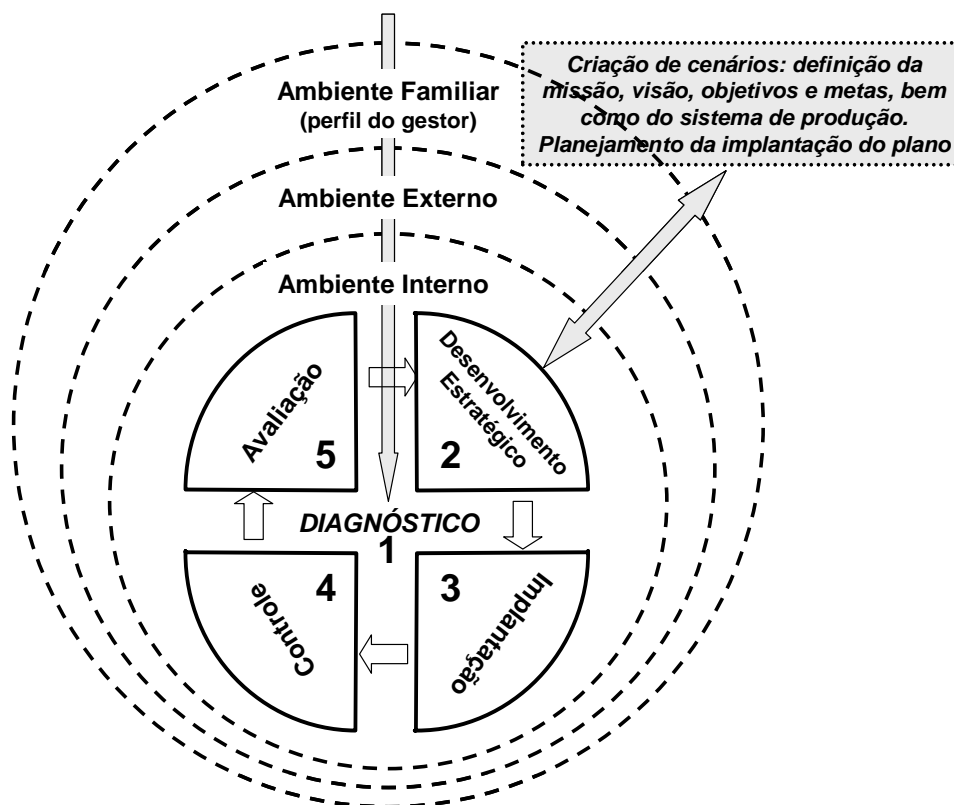 Criação de cenários: definição da
missão, visão, objetivos e metas, bem
como do sistema de produção.
Planejamento da implantação do plano
Ambiente Familiar
(perfil do gestor)
Ambiente Externo
Ambiente Interno
Avaliação
5
Desenvolvimento
Estratégico
2
DIAGNÓSTICO
1
Controle
4
3
Implantação